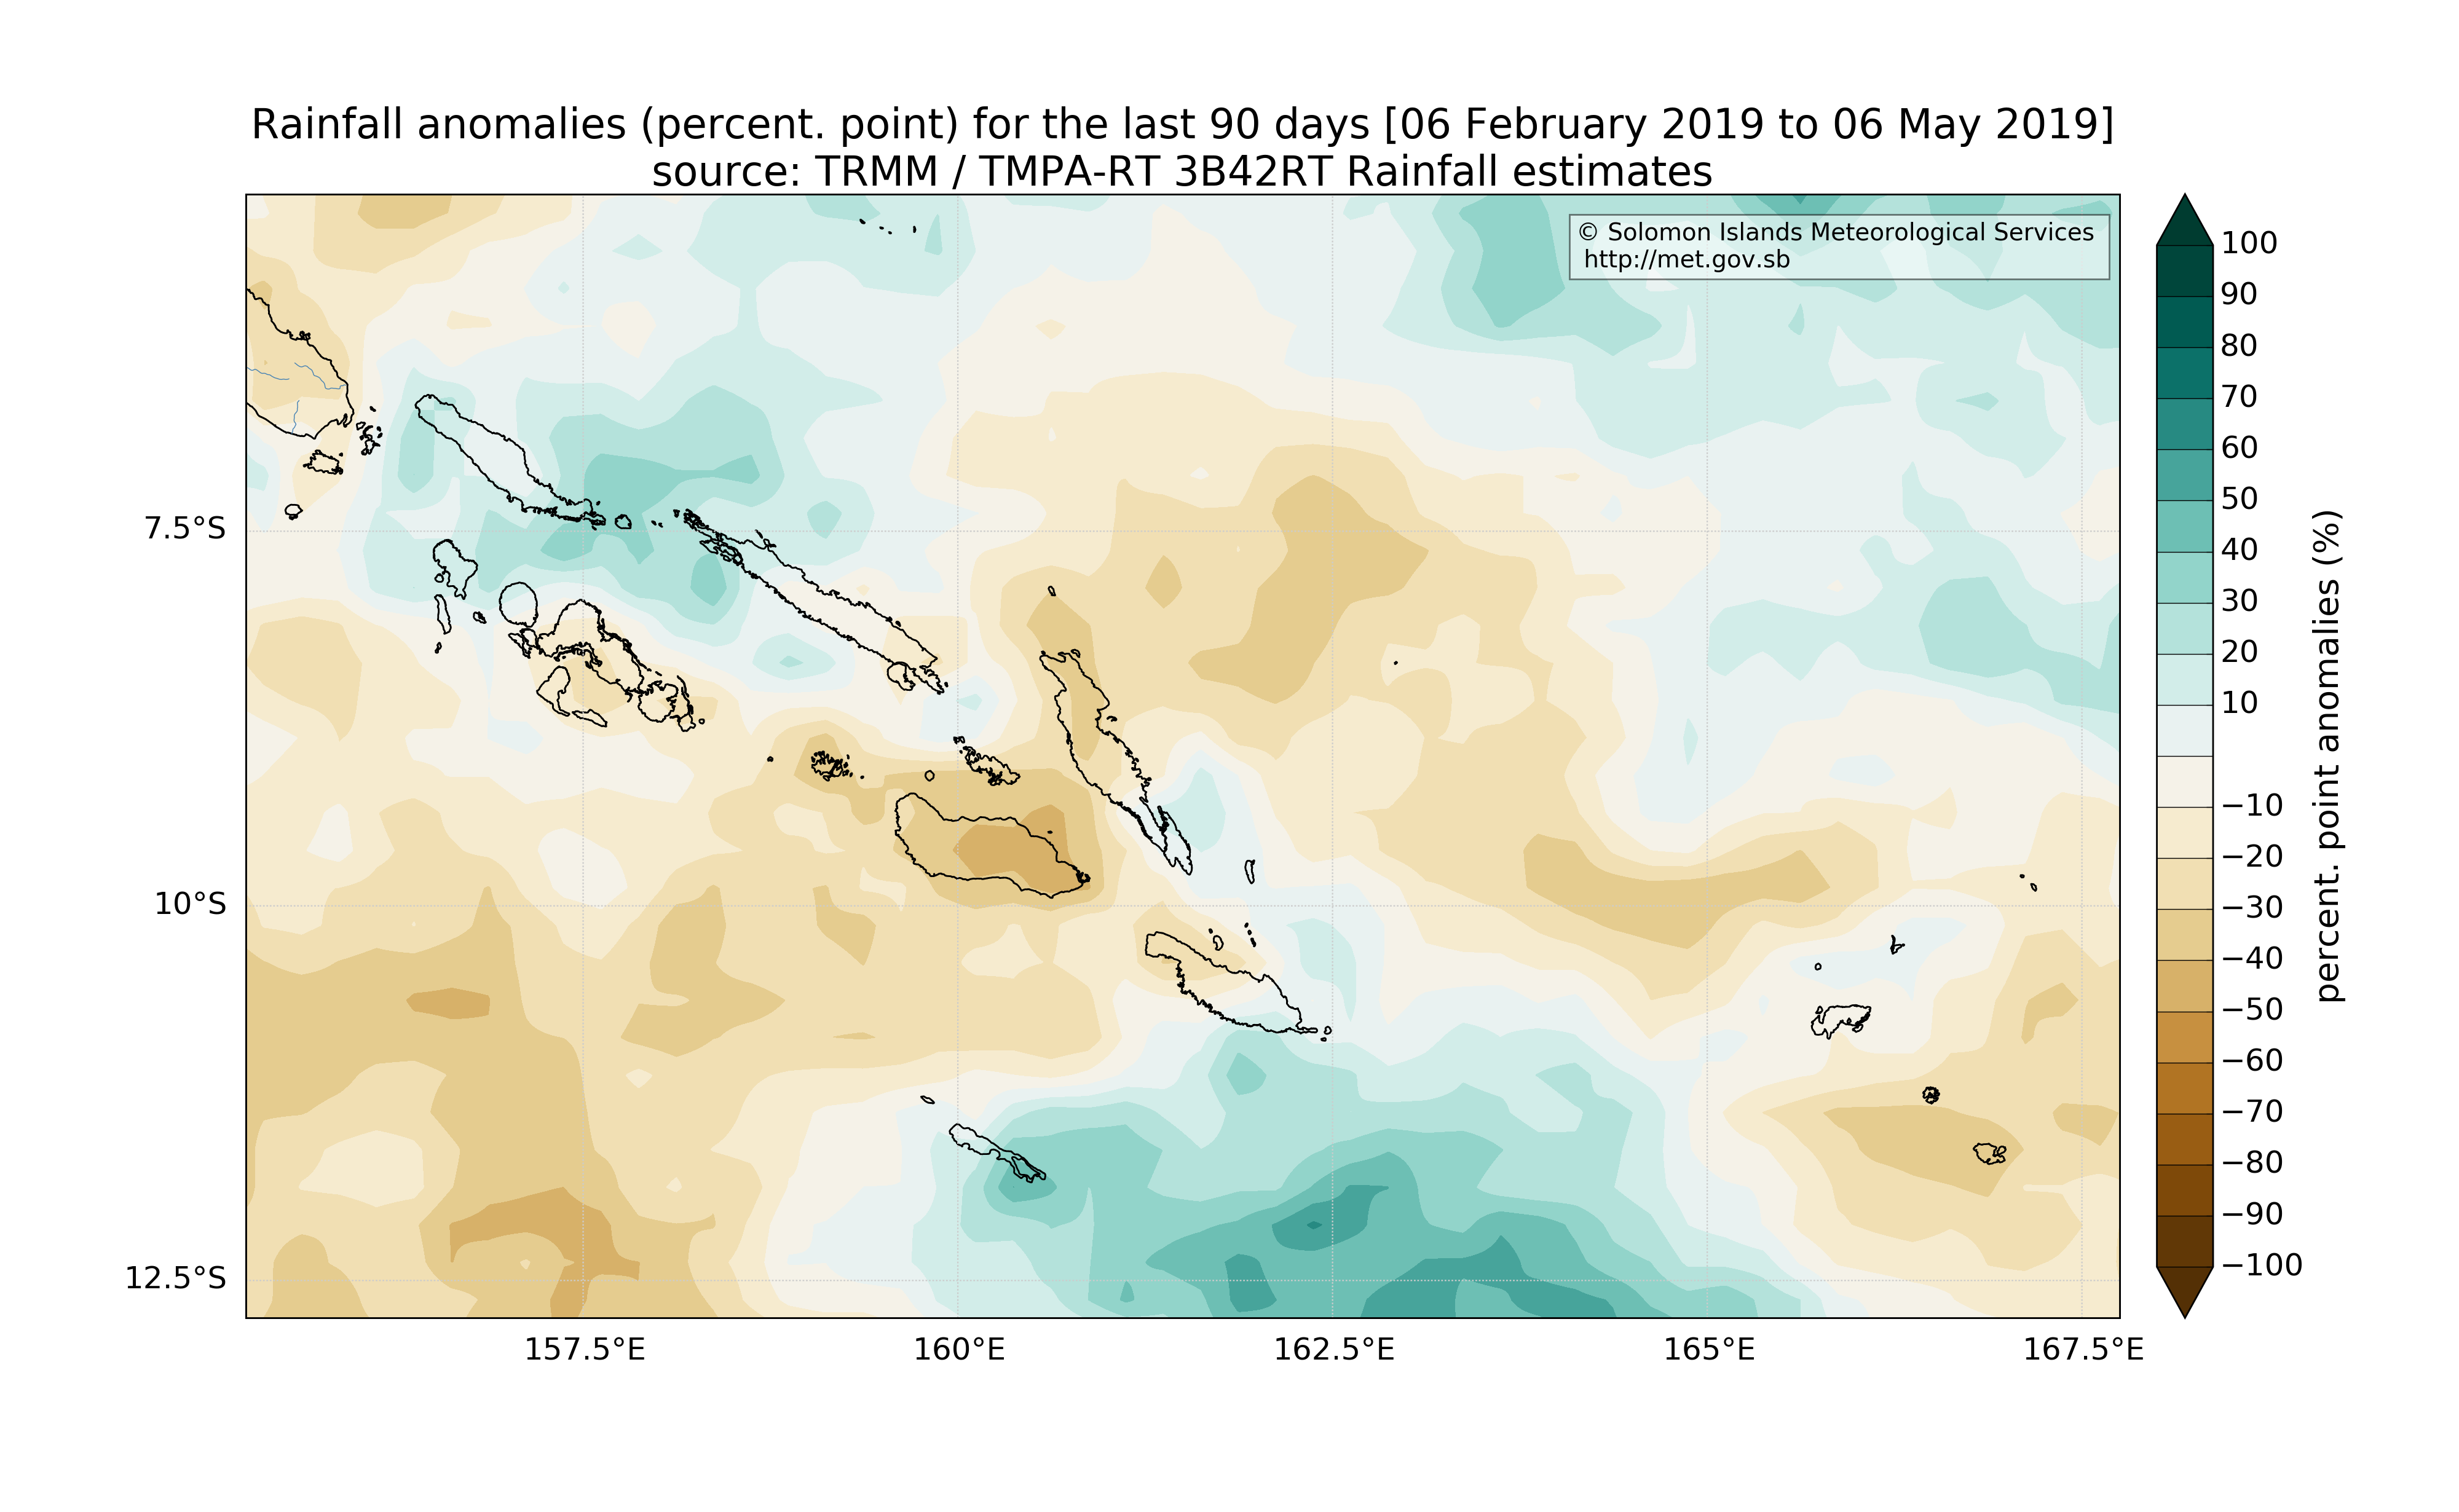 Rainfall anomalies (percent. point) for the last 90 days [06 February 2019 to 06 May 2019]
source: TRMM / TMPA-RT 3B42RT Rainfall estimates
© Solomon Islands Meteorological Services
http://met.gov.sb
7.5°S
10°S
12.5°S
157.5°E
160°E
162.5°E
165°E
167.5°E
100
90
80
70
60
50
40
30
20
10
−10
−20
−30
−40
−50
−60
−70
−80
−90
−100
percent. point anomalies (%)